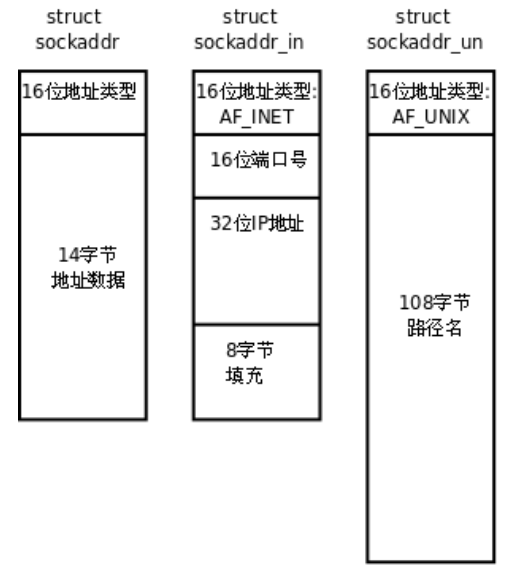 struct
sockaddr
16位地址类型
14字节
地址数据
struct
sockaddr_in
16位地址类型:
AF_INET
16位端口号
32位IP地址
8字节
填充
struct
sockaddr_un
16位地址类型:
AF_UNIX
108字节
路径名